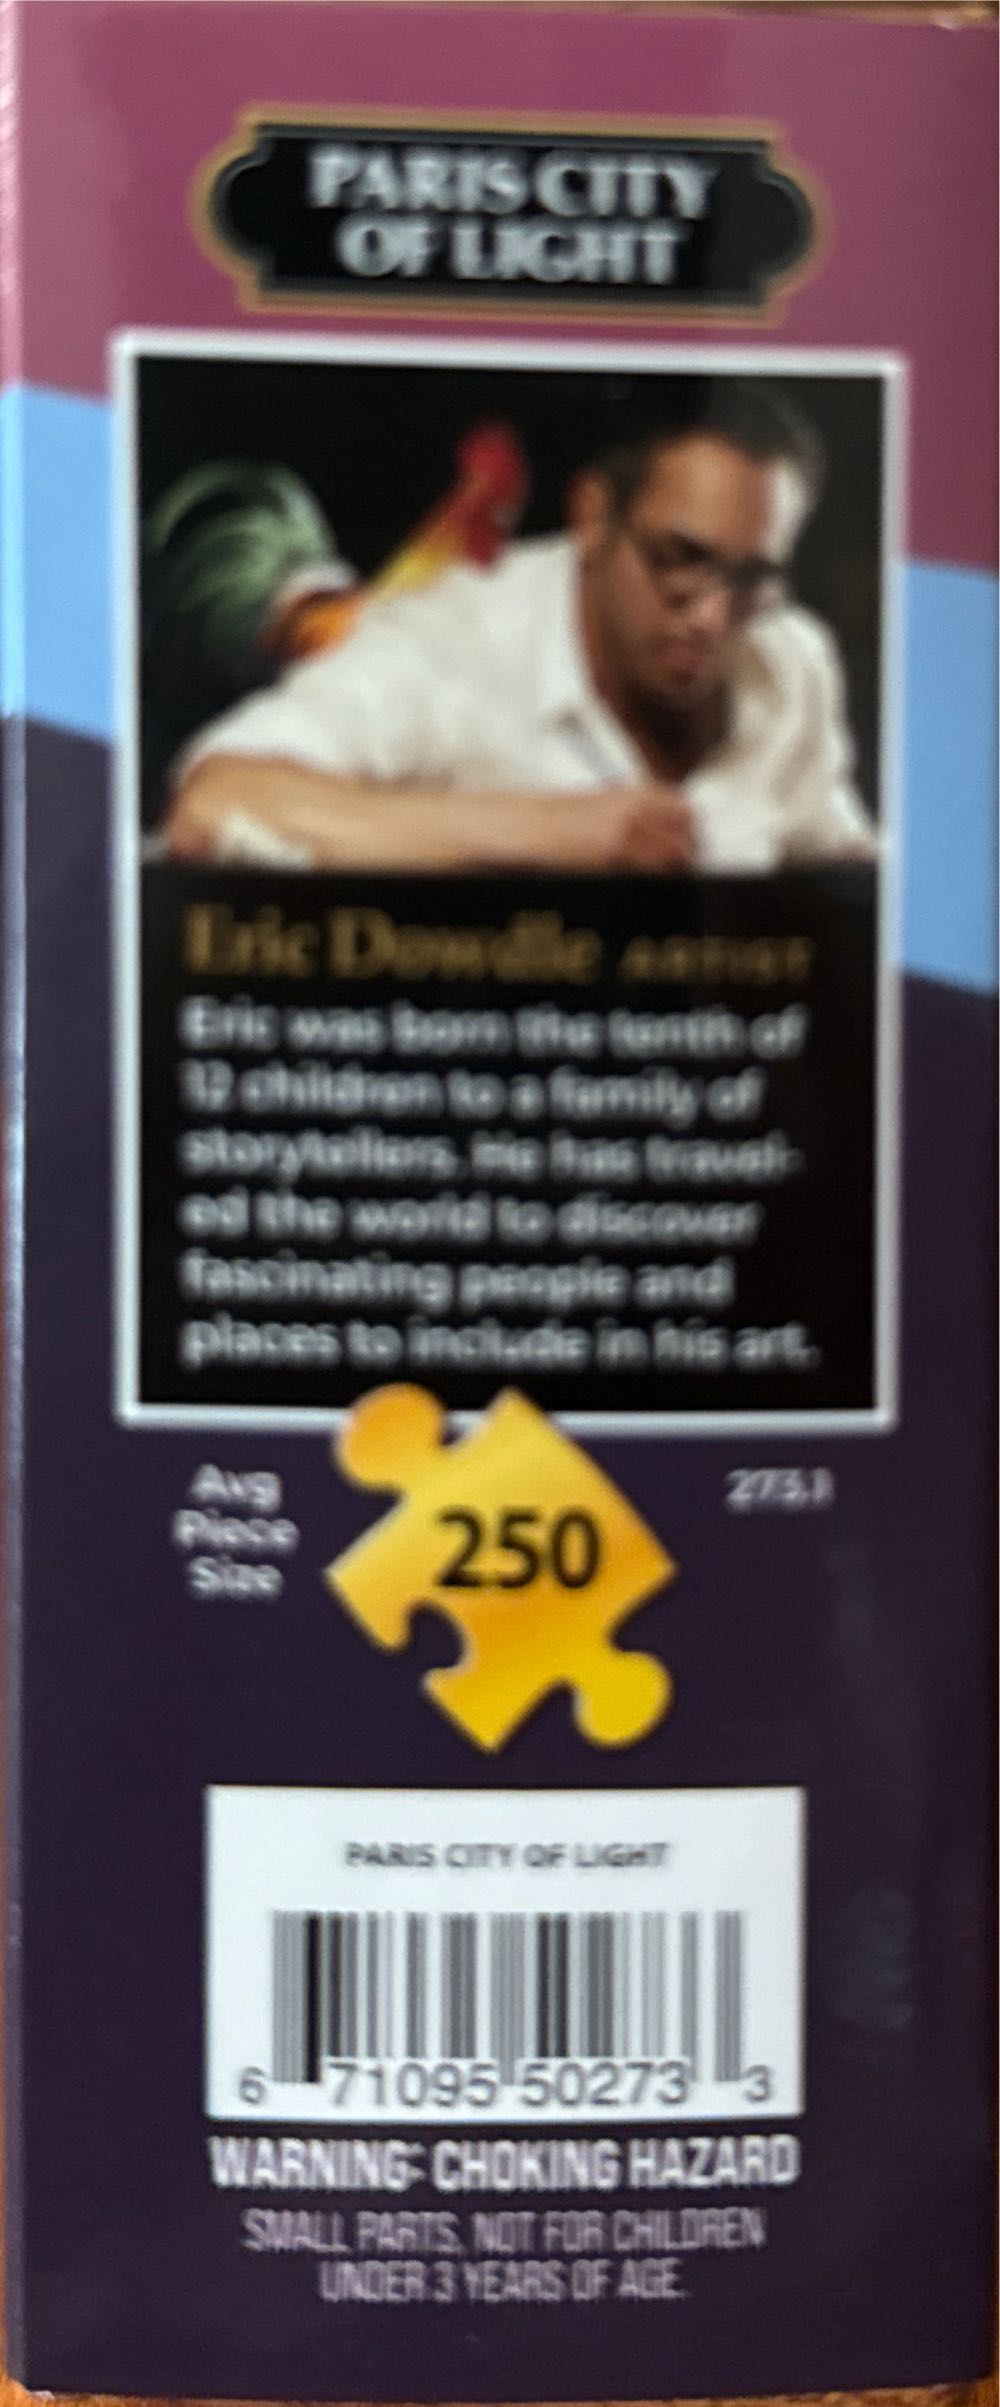 PARIS CITY
OF LIGHT
Eric Dowdle ARTIST
Eric was born the tenth of
12 children to a family of
storytellers. He has travel-
ed the world to discover
fascinating people and
places to include in his art.
Avg
Piece
Size
250
273.1
PARIS CITY OF LIGHT
6 71095 50273 3
WARNING: CHOKING HAZARD
SMALL PARTS, NOT FOR CHILDREN
UNDER 3 YEARS OF AGE.